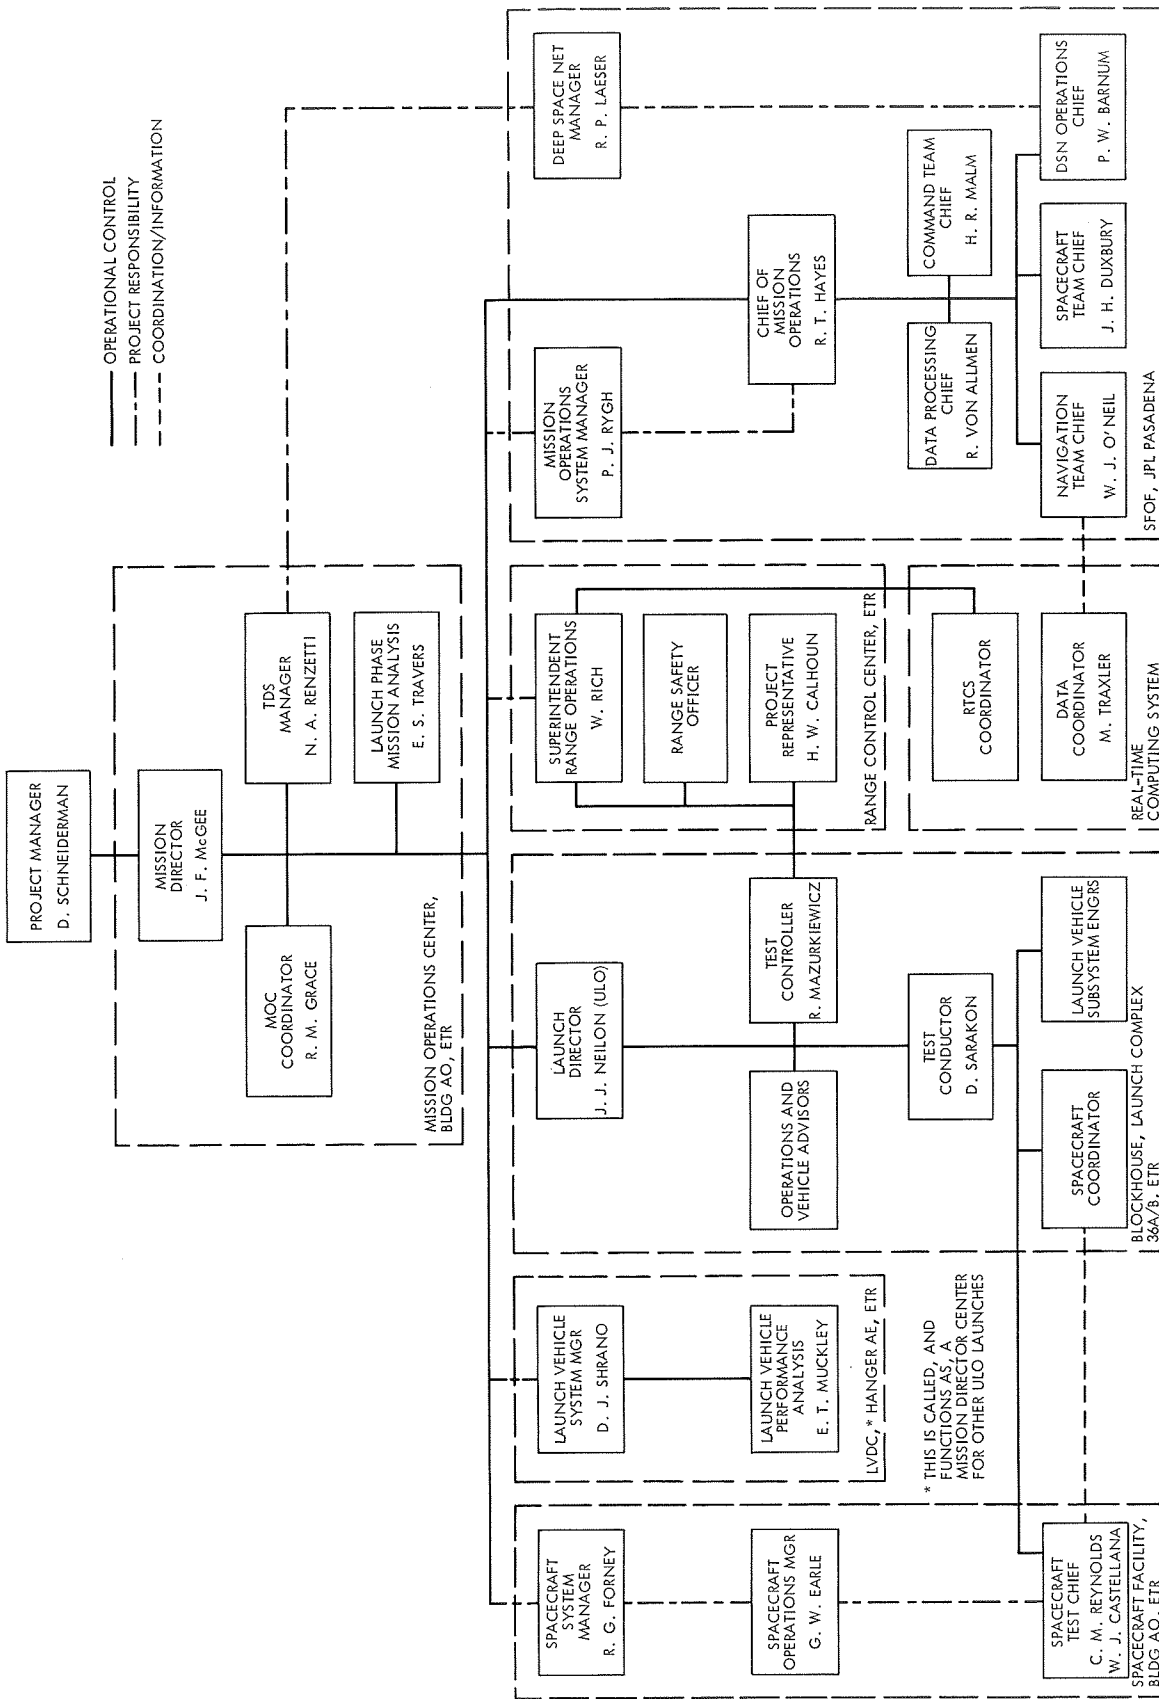 PROJECT MANAGER
D. SCHNEIDERMAN
OPERATIONAL CONTROL
PROJECT RESPONSIBILITY
COORDINATION/INFORMATION
MISSION
DIRECTOR
J. F. McGEE
MOC
COORDINATOR
R. M. GRACE
TDS
MANAGER
N. A. RENZETTI
LAUNCH PHASE
MISSION ANALYSIS
E. S. TRAVERS
MISSION OPERATIONS CENTER,
BLDG AO, ETR
SPACECRAFT
SYSTEM
MANAGER
R. G. FORNEY
SPACECRAFT
OPERATIONS MGR
G. W. EARLE
SPACECRAFT
TEST CHIEF
C. M. REYNOLDS
W. J. CASTELLANA
SPACECRAFT FACILITY,
BLDG AO, ETR
LAUNCH VEHICLE
SYSTEM MGR
D. J. SHRANO
LAUNCH VEHICLE
PERFORMANCE
ANALYSIS
E. T. MUCKLEY
LVDC,* HANGER AE, ETR
* THIS IS CALLED, AND
FUNCTIONS AS, A
MISSION DIRECTOR CENTER
FOR OTHER ULO LAUNCHES
LAUNCH
DIRECTOR
J. J. NEILON (ULO)
OPERATIONS AND
VEHICLE ADVISORS
TEST
CONTROLLER
R. MAZURKIEWICZ
TEST
CONDUCTOR
D. SARAKON
SPACECRAFT
COORDINATOR
LAUNCH VEHICLE
SUBSYSTEM ENGRS
BLOCKHOUSE, LAUNCH COMPLEX
36A/B, ETR
SUPERINTENDENT
RANGE OPERATIONS
W. RICH
RANGE SAFETY
OFFICER
PROJECT
REPRESENTATIVE
H. W. CALHOUN
RANGE CONTROL CENTER, ETR
RTCS
COORDINATOR
DATA
COORDINATOR
M. TRAXLER
REAL-TIME
COMPUTING SYSTEM
MISSION
OPERATIONS
SYSTEM MANAGER
P. J. RYGH
DEEP SPACE NET
MANAGER
R. P. LAESER
CHIEF OF
MISSION
OPERATIONS
R. T. HAYES
DATA PROCESSING
CHIEF
R. VON ALLMEN
COMMAND TEAM
CHIEF
H. R. MALM
NAVIGATION
TEAM CHIEF
W. J. O'NEIL
SPACECRAFT
TEAM CHIEF
J. H. DUXBURY
DSN OPERATIONS
CHIEF
P. W. BARNUM
SFOF, JPL PASADENA